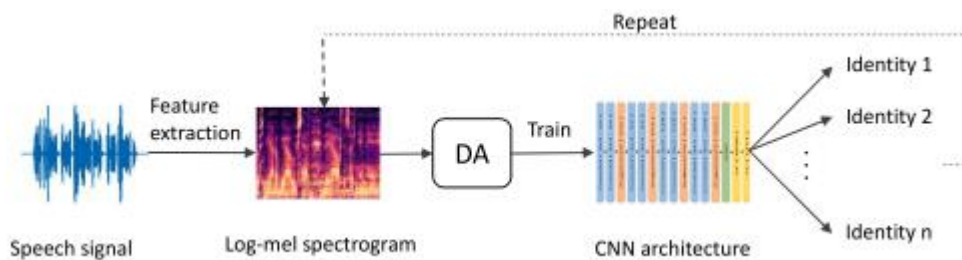 Repeat
Feature
extraction
DA
Train
Identity 1
Identity 2
Identity n
Speech signal
Log-mel spectrogram
CNN architecture